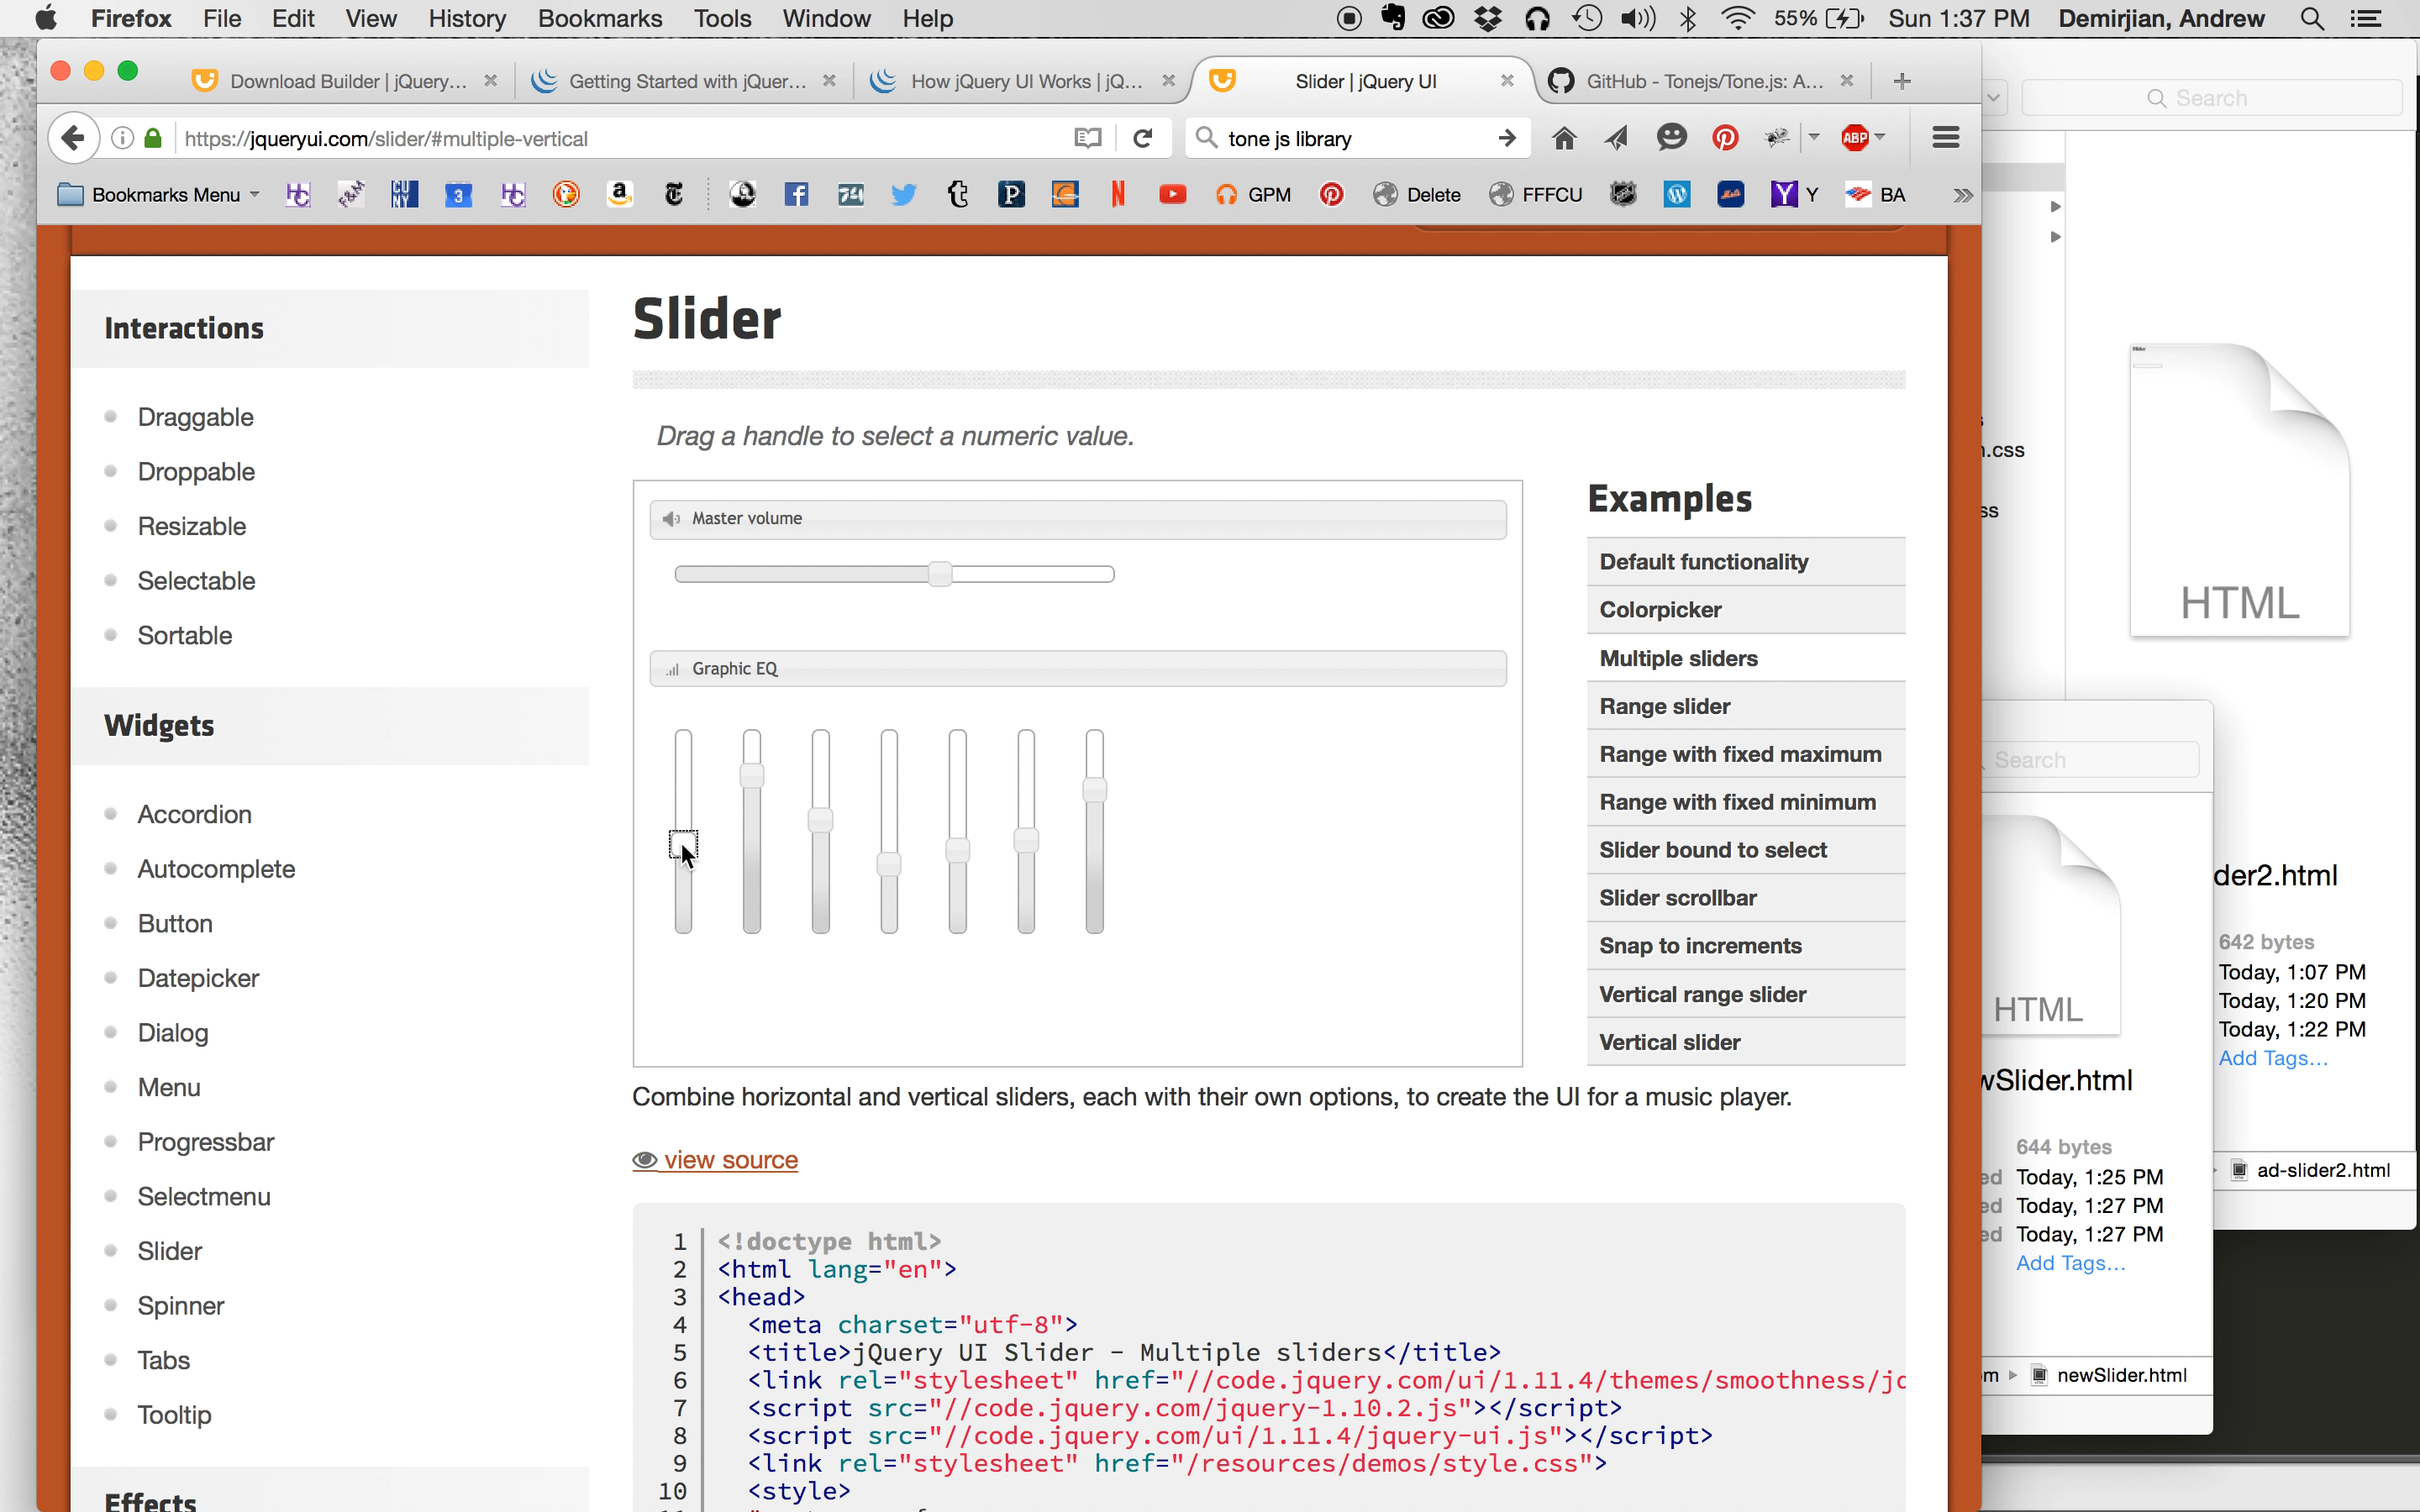 Firefox File Edit View History Bookmarks Tools Window Help 55% Sun 1:37 PM Demirjian, Andrew
Download Builder | jQuery... Getting Started with jQuer... How jQuery UI Works | jQ... Slider | jQuery UI GitHub - Tonejs/Tone.js: A...
Search
https://jqueryui.com/slider/#multiple-vertical tone js library ABP
Bookmarks Menu HC CUNY 3 HC a 74 t P N GPM Delete FFFCU Y Y BA
Slider
Interactions
Draggable
Droppable
Resizable
Selectable
Sortable
Widgets
Accordion
Autocomplete
Button
Datepicker
Dialog
Menu
Progressbar
Selectmenu
Slider
Spinner
Tabs
Tooltip
Effects
Drag a handle to select a numeric value.
Master volume
Graphic EQ
Examples
Default functionality
Colorpicker
Multiple sliders
Range slider
Range with fixed maximum
Range with fixed minimum
Slider bound to select
Slider scrollbar
Snap to increments
Vertical range slider
Vertical slider
Combine horizontal and vertical sliders, each with their own options, to create the UI for a music player.
view source
1 <!doctype html>
2 <html lang="en">
3 <head>
4 <meta charset="utf-8">
5 <title>jQuery UI Slider - Multiple sliders</title>
6 <link rel="stylesheet" href="//code.jquery.com/ui/1.11.4/themes/smoothness/jq
7 <script src="//code.jquery.com/jquery-1.10.2.js"></script>
8 <script src="//code.jquery.com/ui/1.11.4/jquery-ui.js"></script>
9 <link rel="stylesheet" href="/resources/demos/style.css">
10 <style>
.css
ss
HTML
Search
der2.html
642 bytes
Today, 1:07 PM
Today, 1:20 PM
Today, 1:22 PM
Add Tags...
ad-slider2.html
HTML
wSlider.html
644 bytes
ed Today, 1:25 PM
ed Today, 1:27 PM
ed Today, 1:27 PM
Add Tags...
m newSlider.html